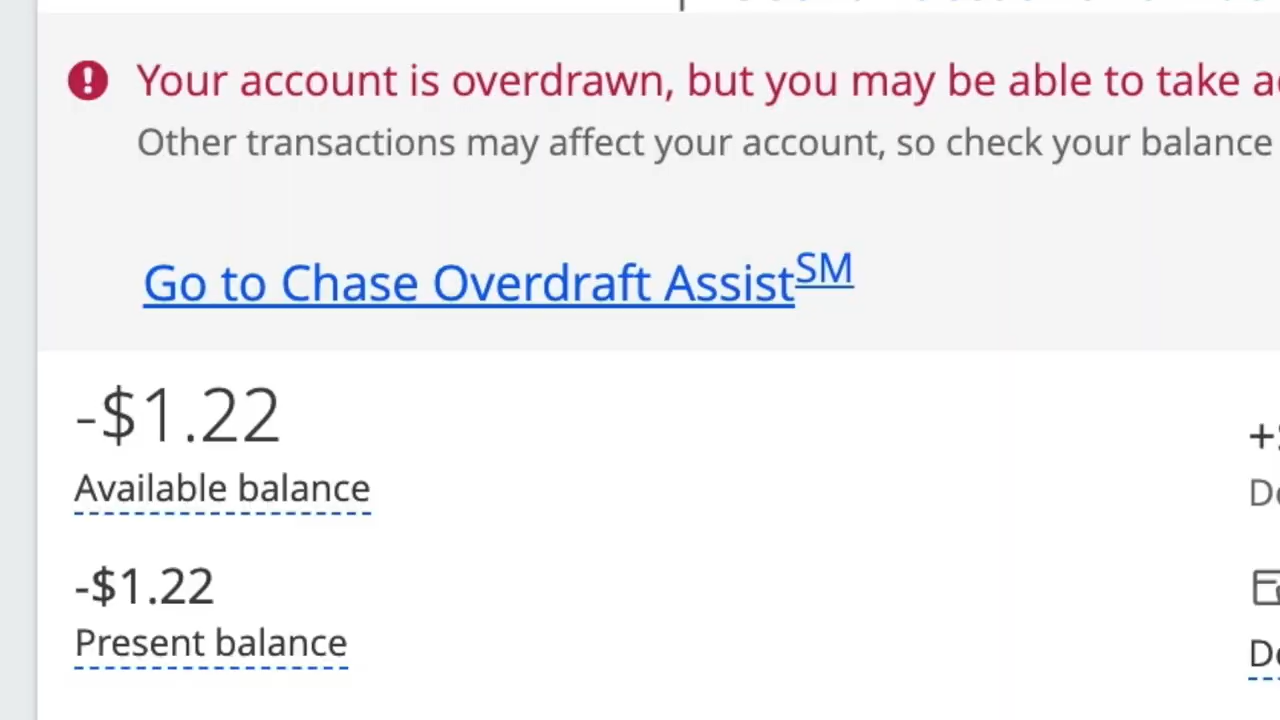 Your account is overdrawn, but you may be able to take
Other transactions may affect your account, so check your balance
Go to Chase Overdraft AssistSM
-$1.22
Available balance
-$1.22
Present balance